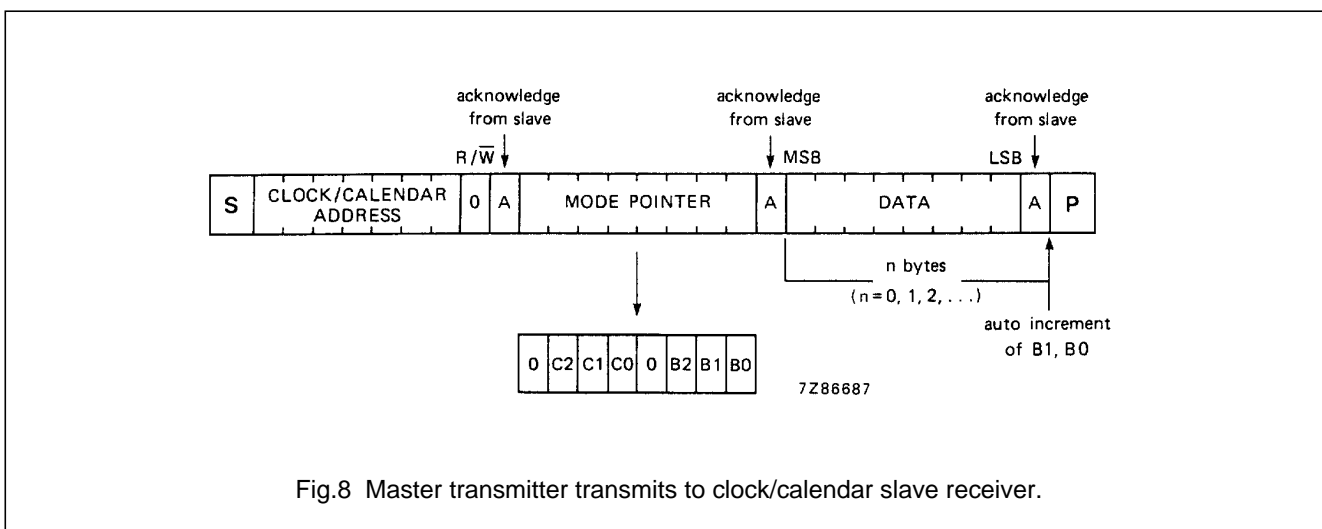 acknowledge from slave
acknowledge from slave
acknowledge from slave
R/W̅
MSB
LSB
S
CLOCK/CALENDAR ADDRESS
0
A
MODE POINTER
A
DATA
A
P
n bytes
(n=0, 1, 2, ...)
auto increment of B1, B0
0 C2 C1 C0 0 B2 B1 B0
7Z86687
Fig.8 Master transmitter transmits to clock/calendar slave receiver.